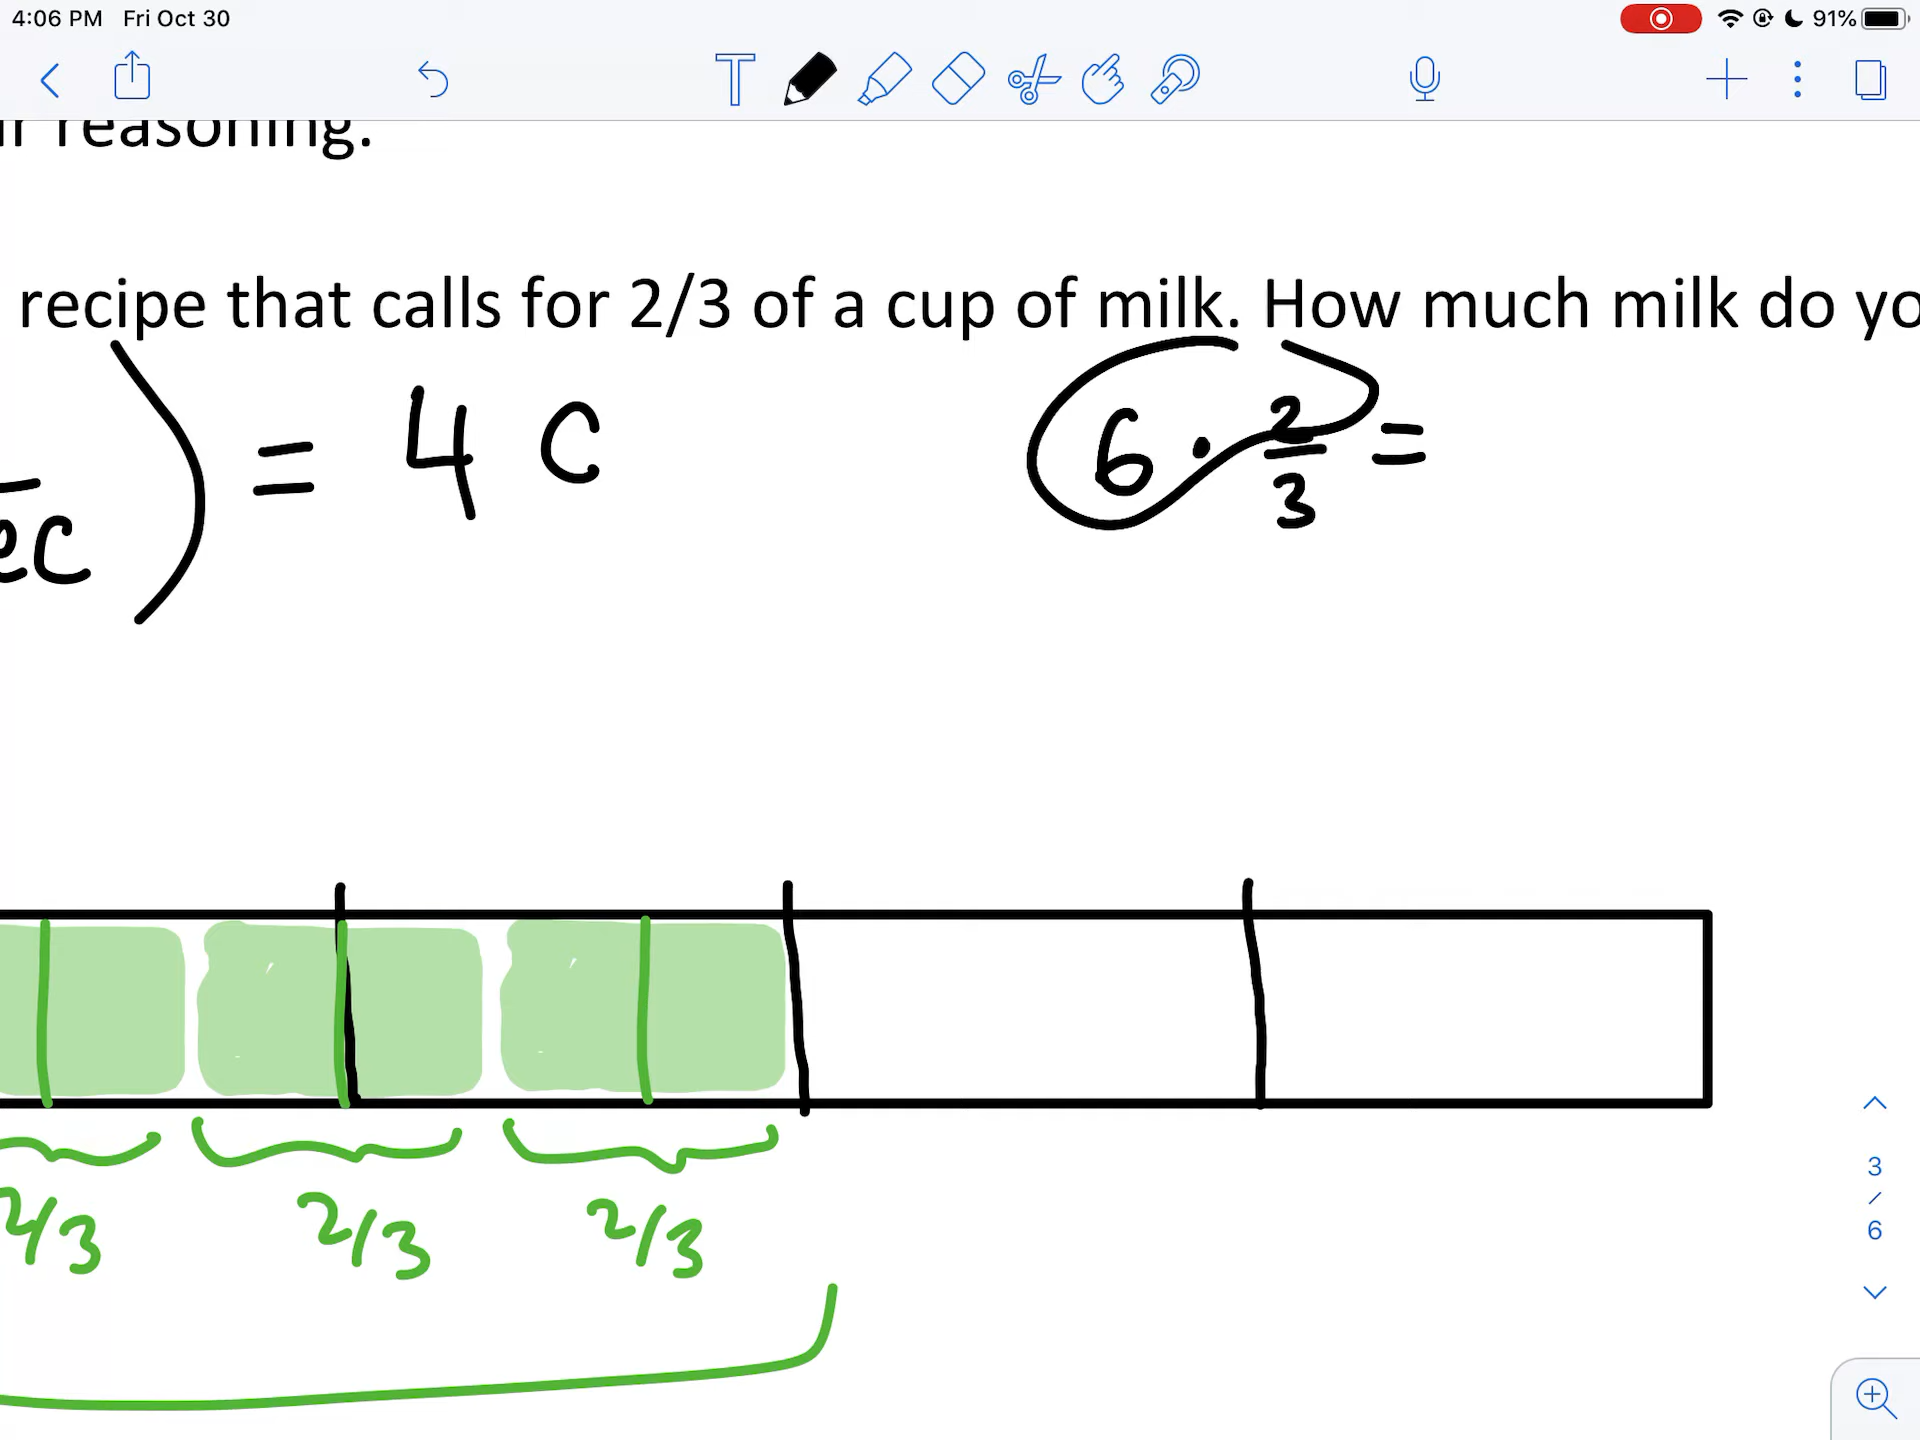 4:06 PM Fri Oct 30 91%
reasoning.
recipe that calls for 2/3 of a cup of milk. How much milk do yo
= 4 C
6 · 2/3 =
ec
2/3 2/3 2/3
3
/
6